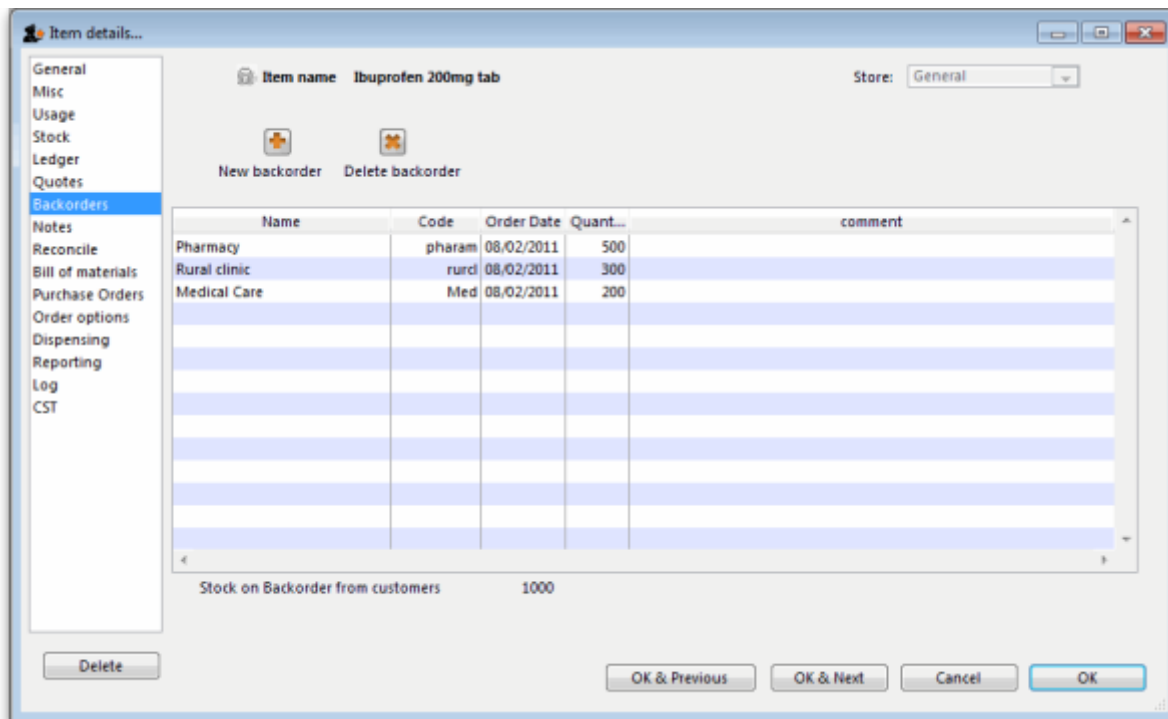 Item details...
General
Misc
Usage
Stock
Ledger
Quotes
Backorders
Notes
Reconcile
Bill of materials
Purchase Orders
Order options
Dispensing
Reporting
Log
CST
Item name Ibuprofen 200mg tab
Store: General
New backorder Delete backorder
Name Code Order Date Quant... comment
Pharmacy pharam 08/02/2011 500
Rural clinic rurcl 08/02/2011 300
Medical Care Med 08/02/2011 200
Stock on Backorder from customers 1000
Delete
OK & Previous OK & Next Cancel OK